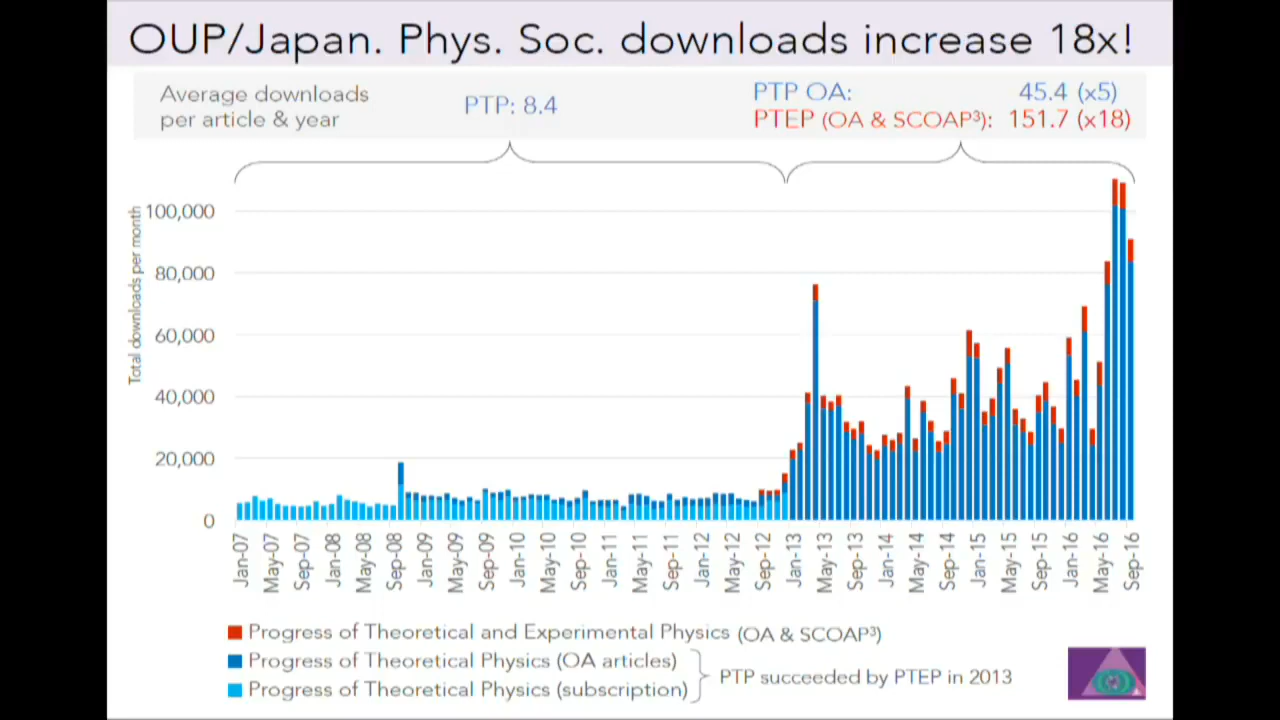 OUP/Japan. Phys. Soc. downloads increase 18x!
Average downloads
per article & year
PTP: 8.4
PTP OA: 45.4 (x5)
PTEP (OA & SCOAP³): 151.7 (x18)
Total downloads per month
100,000
80,000
60,000
40,000
20,000
0
Jan-07
May-07
Sep-07
Jan-08
May-08
Sep-08
Jan-09
May-09
Sep-09
Jan-10
May-10
Sep-10
Jan-11
May-11
Sep-11
Jan-12
May-12
Sep-12
Jan-13
May-13
Sep-13
Jan-14
May-14
Sep-14
Jan-15
May-15
Sep-15
Jan-16
May-16
Sep-16
Progress of Theoretical and Experimental Physics (OA & SCOAP³)
Progress of Theoretical Physics (OA articles)
Progress of Theoretical Physics (subscription)
PTP succeeded by PTEP in 2013